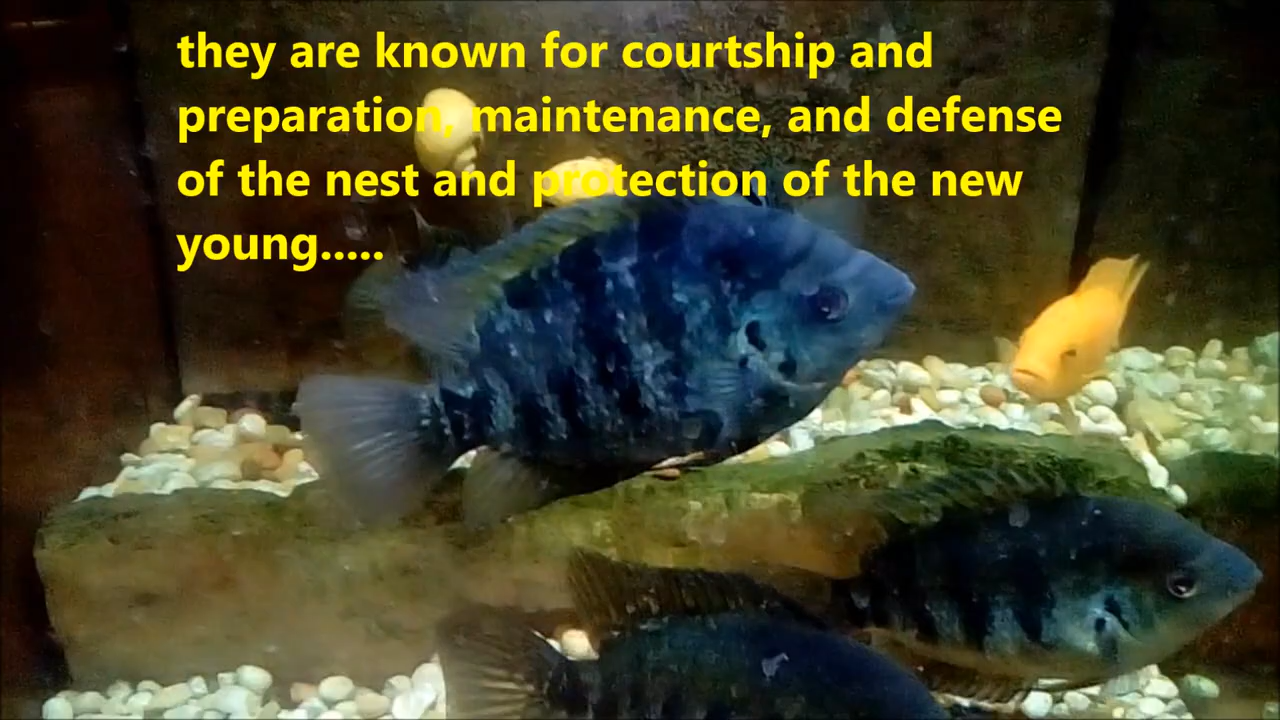 they are known for courtship and
preparation, maintenance, and defense
of the nest and protection of the new
young.....